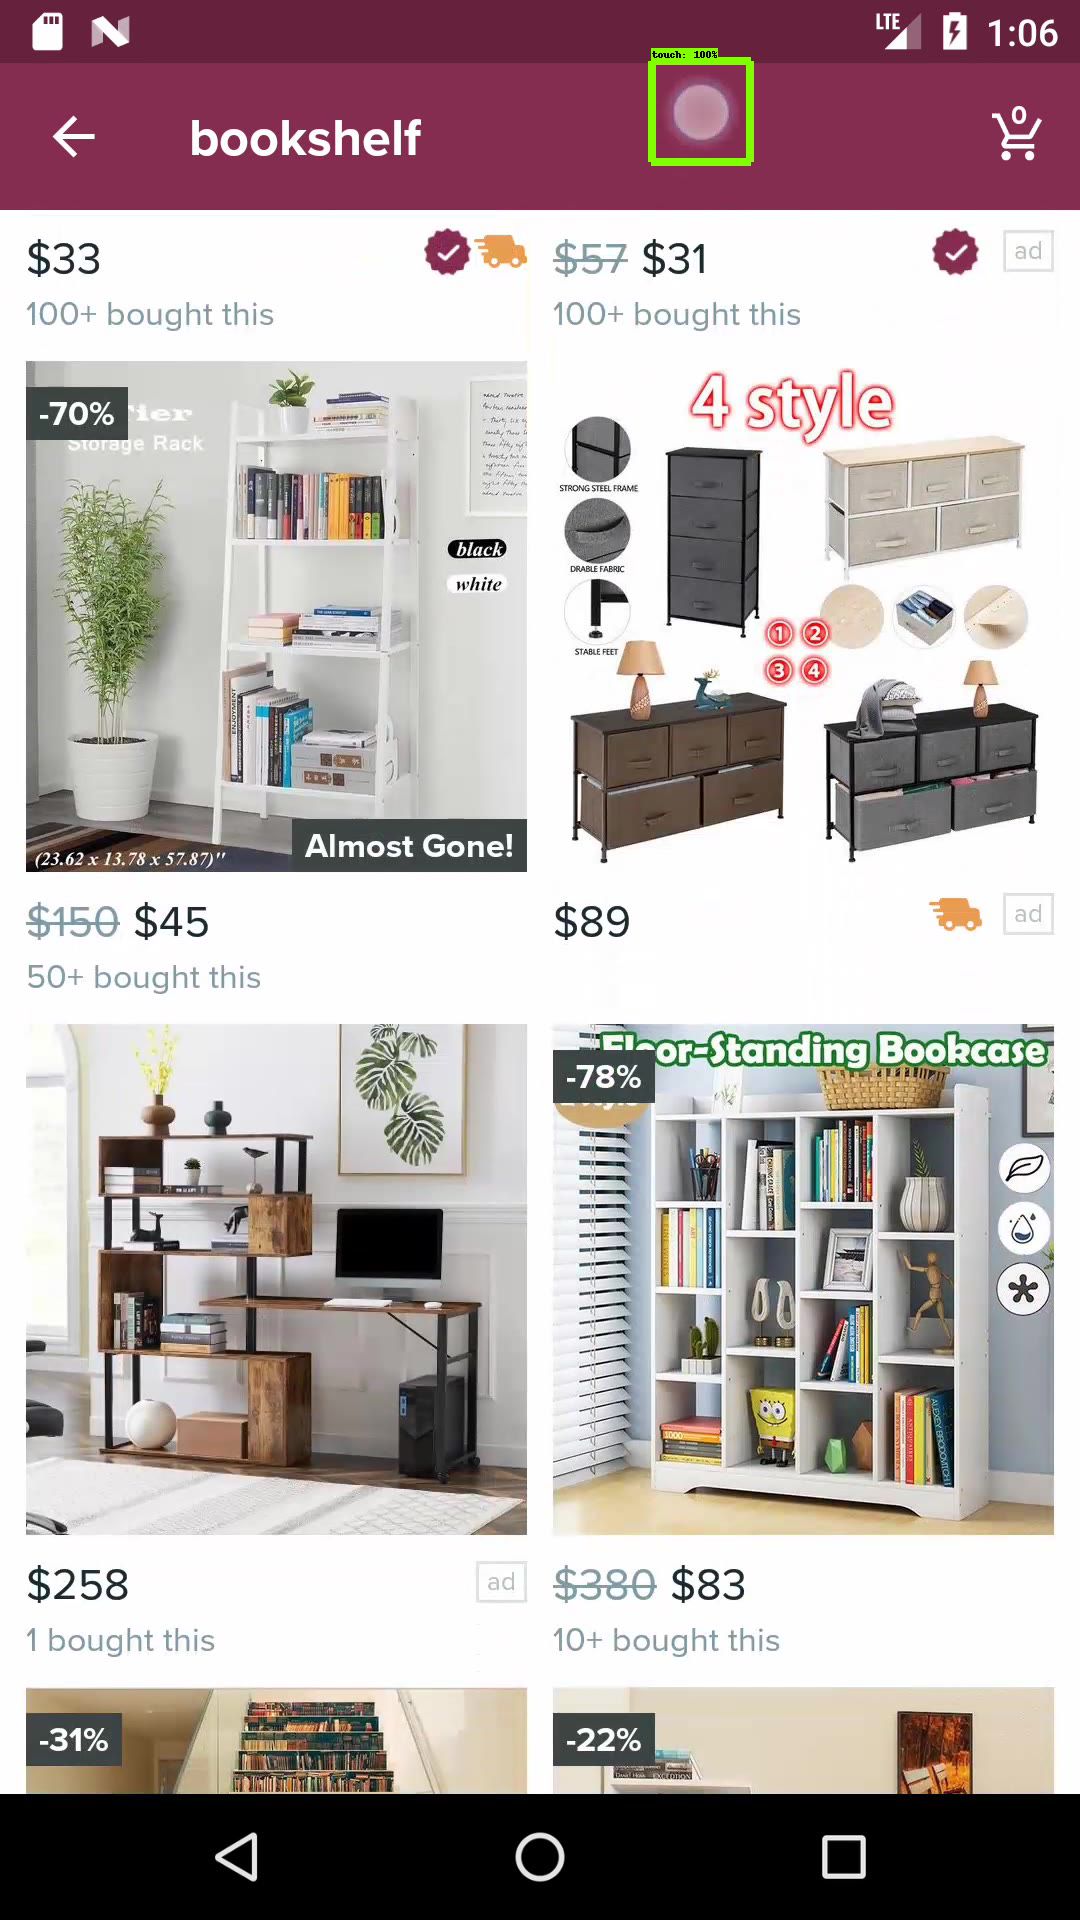 LTE 1:06
touch: 100%
bookshelf
0
$33
100+ bought this
$57 $31
ad
100+ bought this
-70%
Tier
Storage Rack
black
white
(23.62 x 13.78 x 57.87)"
Almost Gone!
$150 $45
50+ bought this
4 style
STRONG STEEL FRAME
DRABLE FABRIC
STABLE FEET
1 2
3 4
$89
ad
$258
ad
1 bought this
Floor-Standing Bookcase
-78%
$380 $83
10+ bought this
-31%
-22%